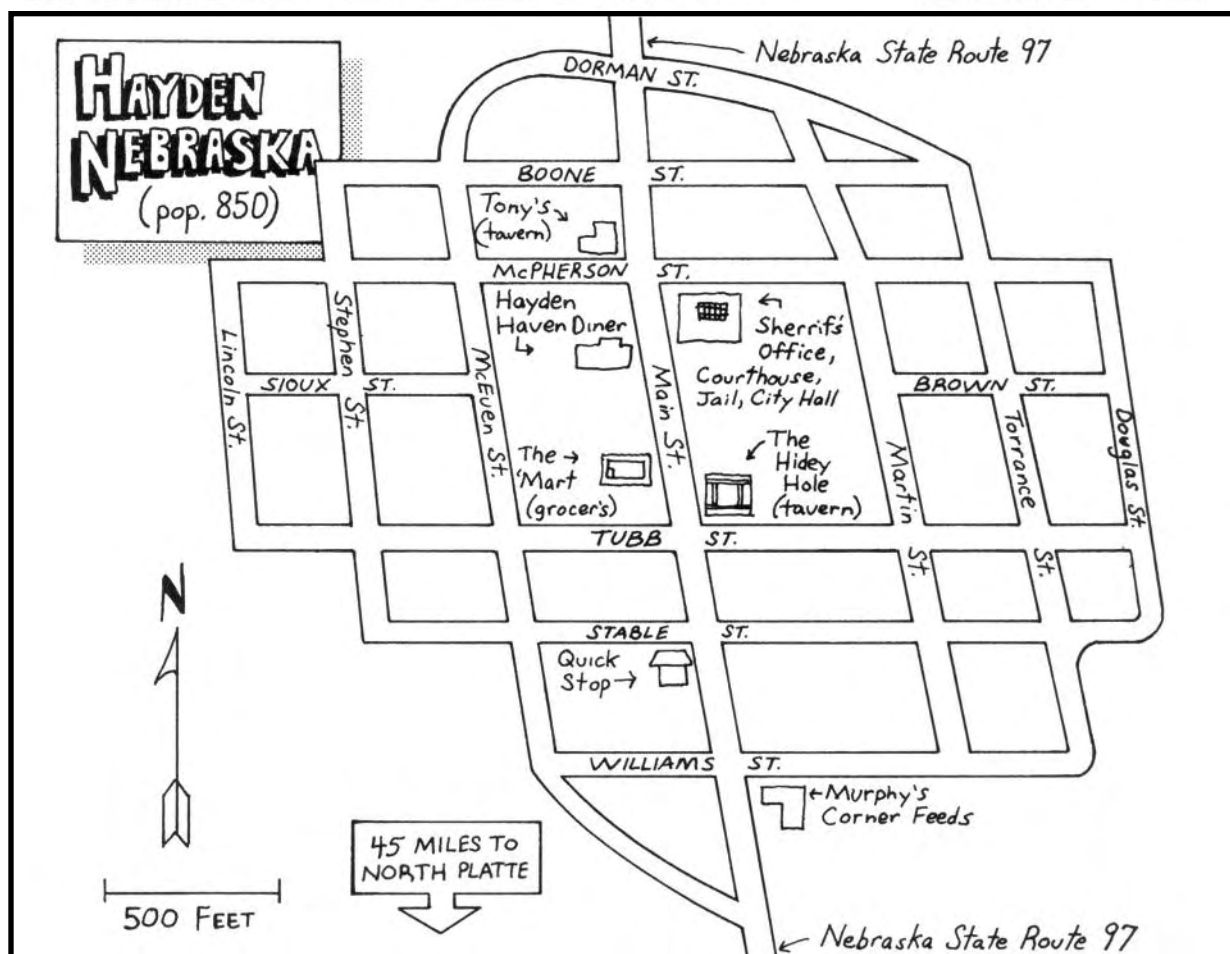 HAYDEN
NEBRASKA
(pop. 850)
Nebraska State Route 97
DORMAN ST.
BOONE ST.
Tony's
(tavern)
McPHERSON ST.
Hayden
Haven Diner
Sherrif's
Office,
Courthouse,
Jail, City Hall
Lincoln St.
Stephen St.
McEuen St.
Main St.
SIOUX ST.
BROWN ST.
Martin St.
Torrance St.
Douglas St.
The
'Mart
(grocer's)
The
Hidey
Hole
(tavern)
TUBB ST.
N
STABLE ST.
Quick
Stop
WILLIAMS ST.
Murphy's
Corner Feeds
45 MILES TO
NORTH PLATTE
500 FEET
Nebraska State Route 97